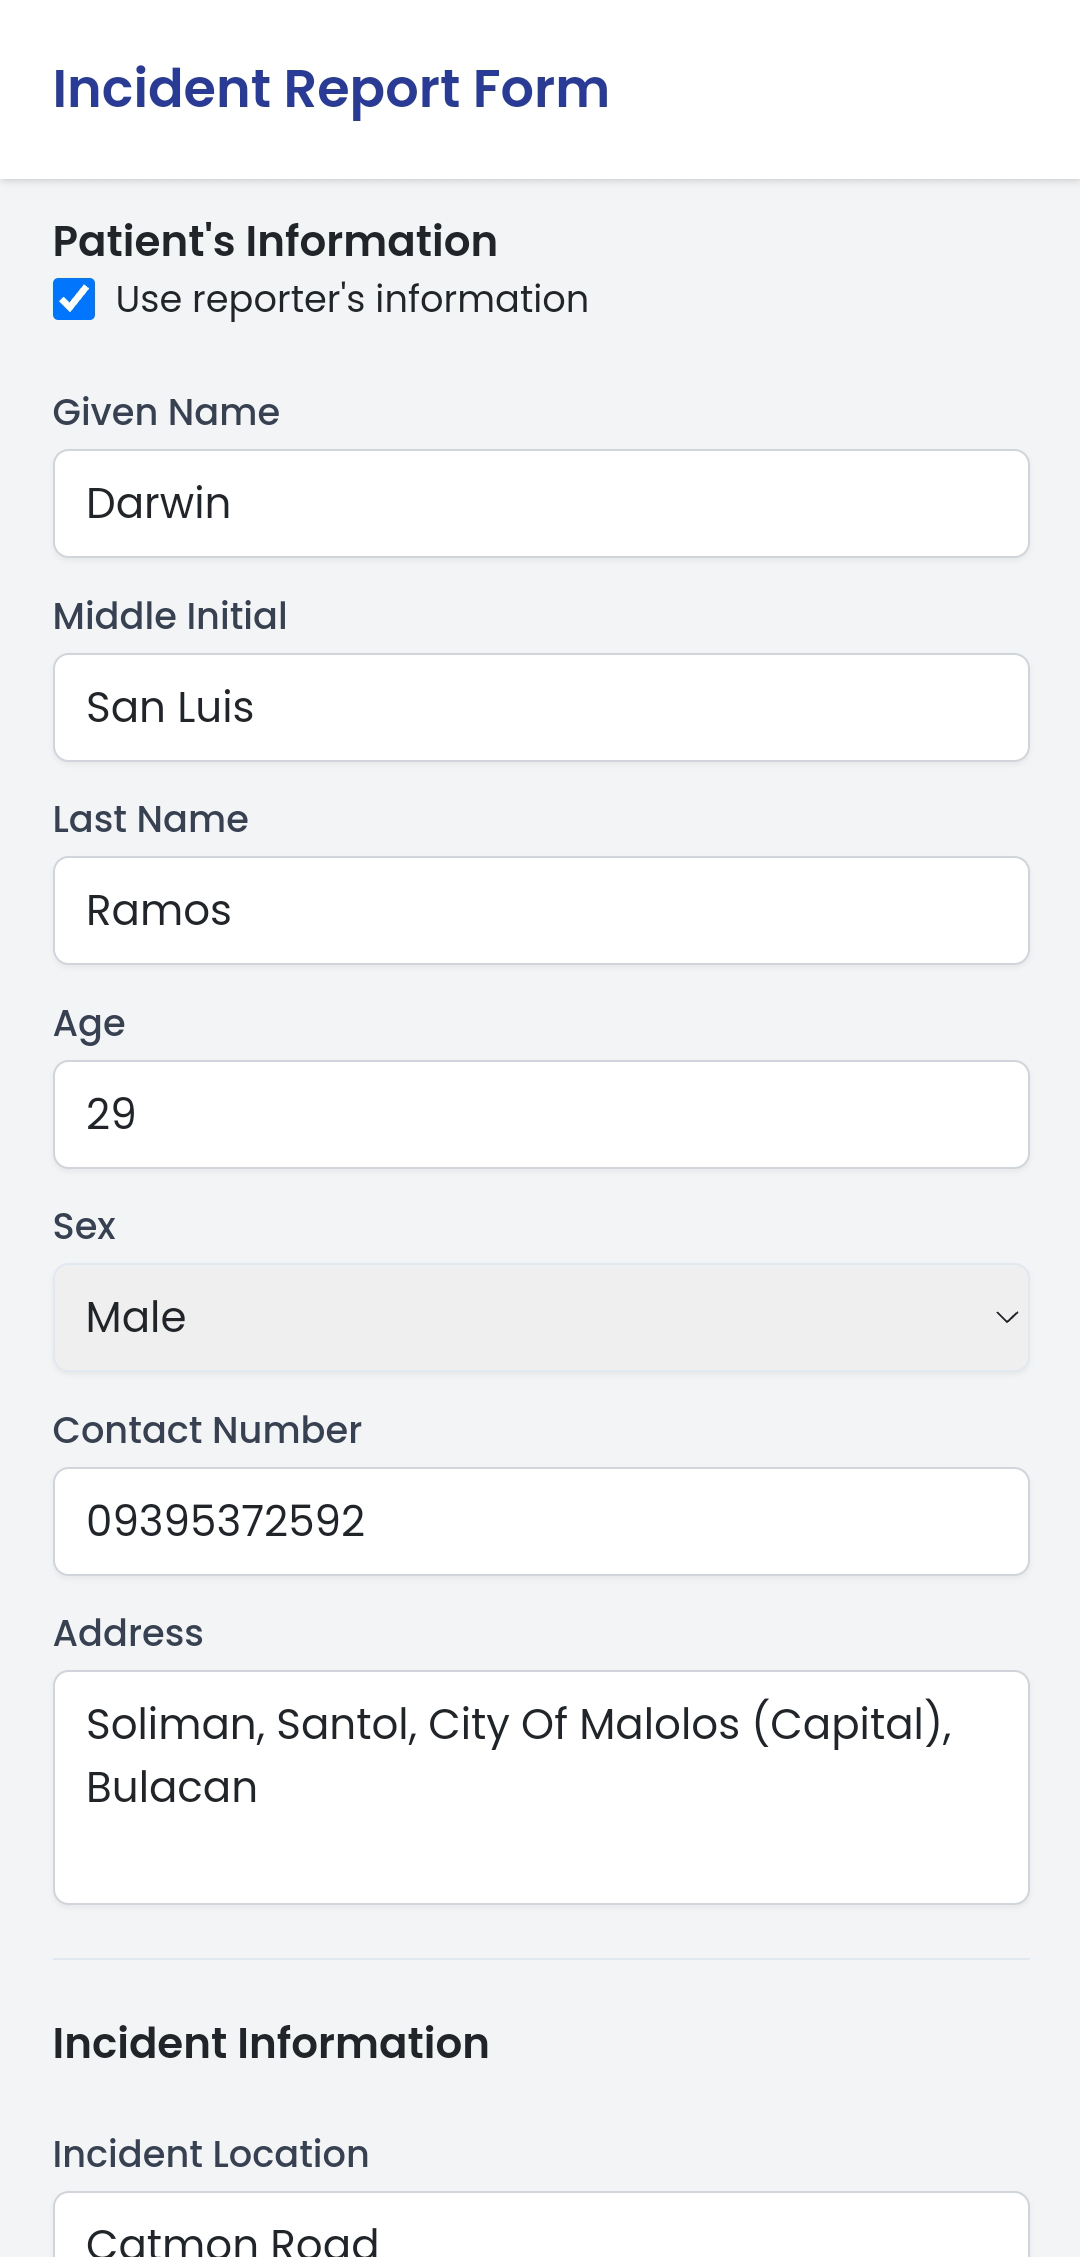 Incident Report Form
Patient's Information
Use reporter's information
Given Name
Darwin
Middle Initial
San Luis
Last Name
Ramos
Age
29
Sex
Male
Contact Number
09395372592
Address
Soliman, Santol, City Of Malolos (Capital),
Bulacan
Incident Information
Incident Location
Catmon Road